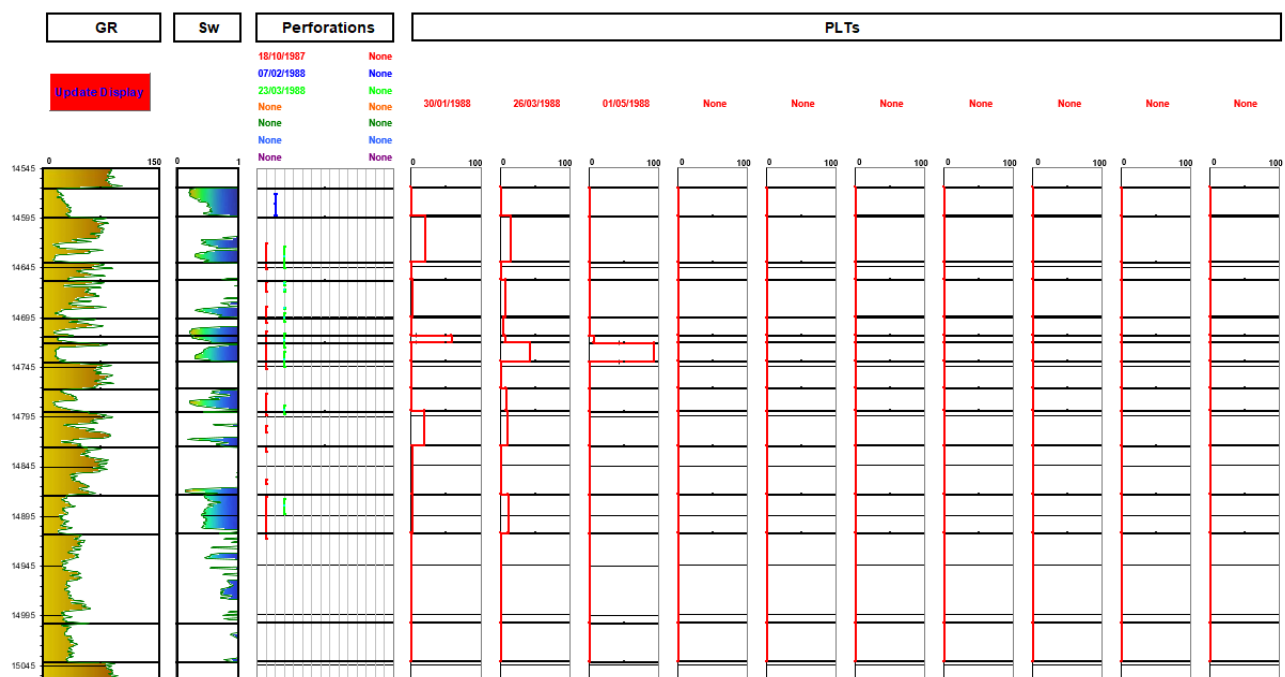 GR Sw Perforations PLTs
18/10/1987 None
07/02/1988 None
Update Display
23/03/1988 None
None None 30/01/1988 26/03/1988 01/05/1988 None None None None None None None
None None
None None
None None
0 150 0 1 0 100 0 100 0 100 0 100 0 100 0 100 0 100 0 100 0 100 0 100
14545
14595
14645
14695
14745
14795
14845
14895
14945
14995
15045